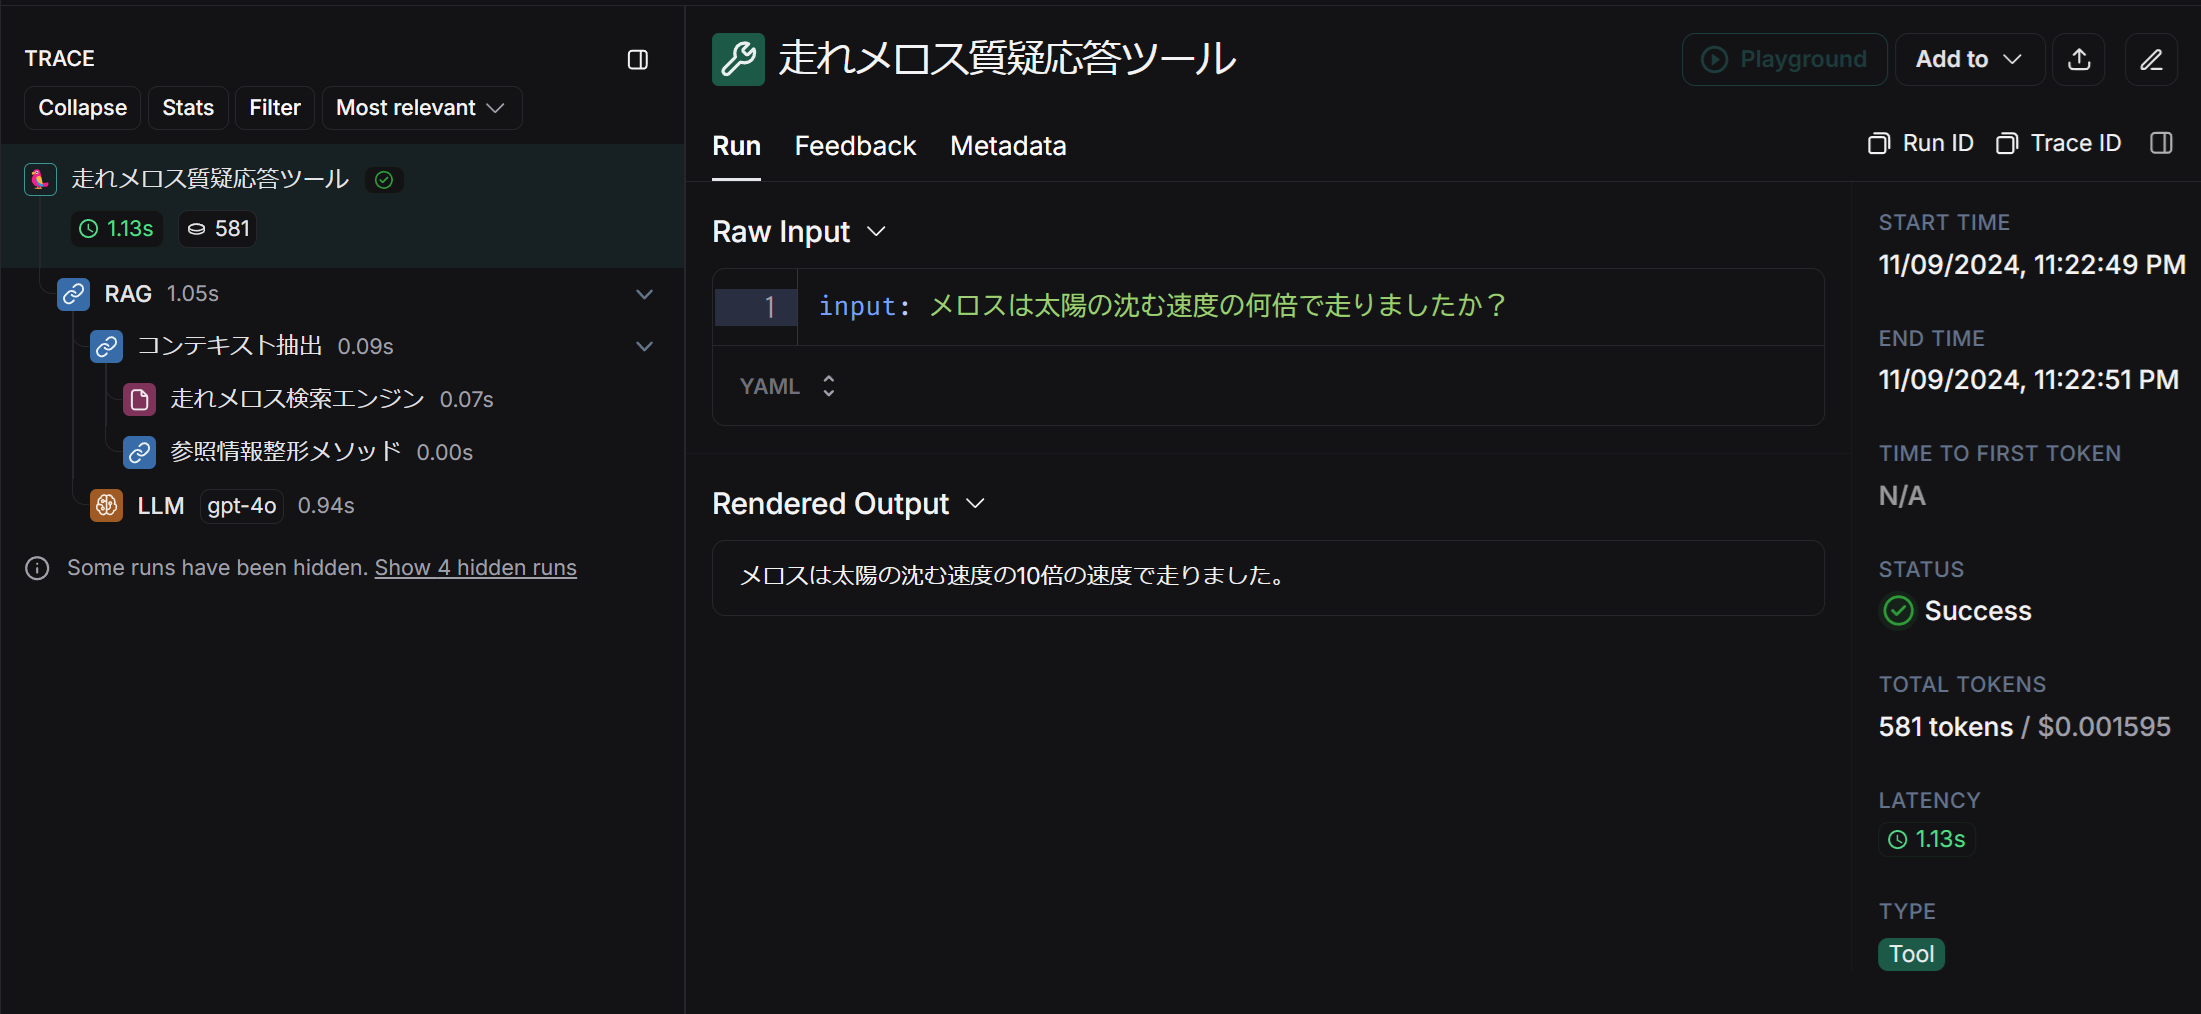 TRACE
Collapse
Stats
Filter
Most relevant
走れメロス質疑応答ツール
1.13s
581
RAG 1.05s
コンテキスト抽出 0.09s
走れメロス検索エンジン 0.07s
参照情報整形メソッド 0.00s
LLM gpt-4o 0.94s
Some runs have been hidden. Show 4 hidden runs
走れメロス質疑応答ツール
Playground
Add to
Run
Feedback
Metadata
Run ID
Trace ID
Raw Input
1 input: メロスは太陽の沈む速度の何倍で走りましたか？
YAML
Rendered Output
メロスは太陽の沈む速度の10倍の速度で走りました。
START TIME
11/09/2024, 11:22:49 PM
END TIME
11/09/2024, 11:22:51 PM
TIME TO FIRST TOKEN
N/A
STATUS
Success
TOTAL TOKENS
581 tokens / $0.001595
LATENCY
1.13s
TYPE
Tool